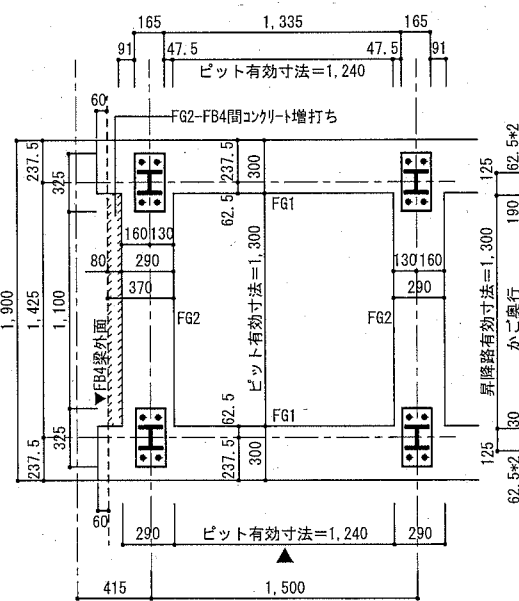 165 1,335 165
91 47.5 47.5 91
ピット有効寸法=1,240
60
FG2-FB4間コンクリート増打ち
237.5 325 237.5 300 125 62.5*2
62.5 FG1 190
160 130 130 160
80 290 290
370
FG2 FG2
1,900 1,425 1,100 ▼FB4梁外面 ピット有効寸法=1,300 昇降路有効寸法=1,300 かご奥行
62.5 FG1 30
325 237.5 237.5 300 125 62.5*2
60
290 ピット有効寸法=1,240 290
▲
415 1,500